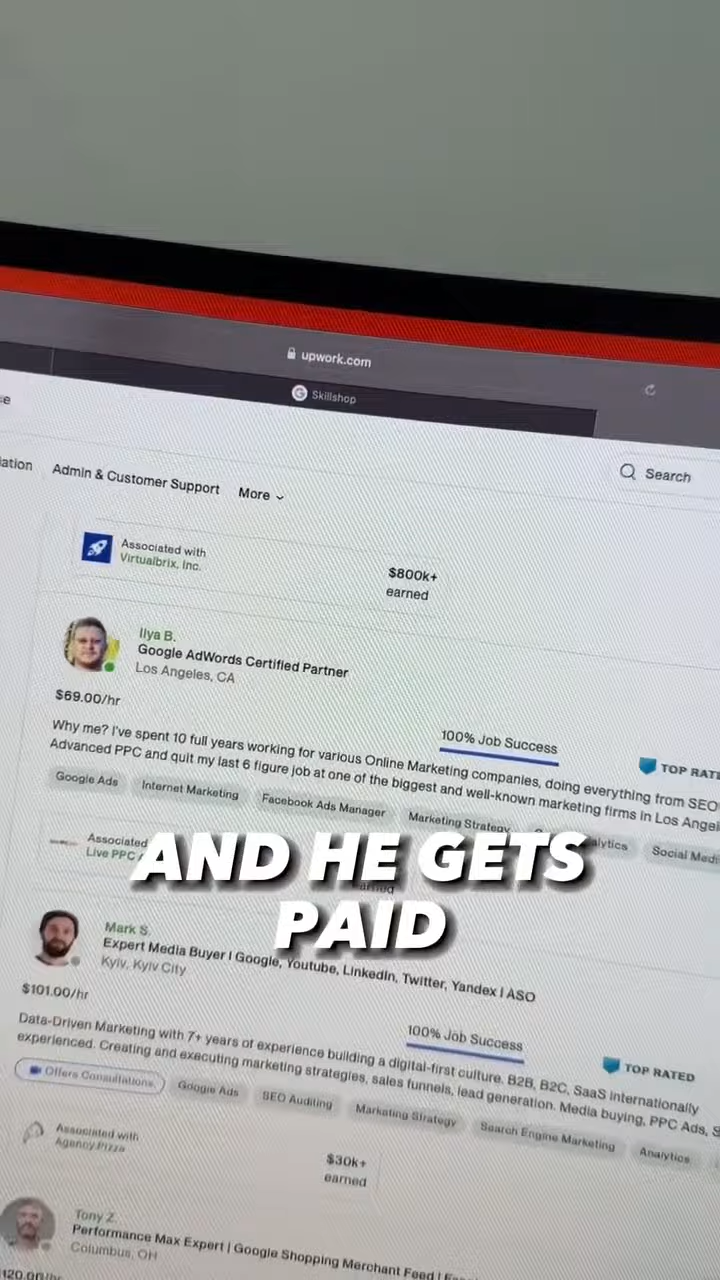 upwork.com
Skillshop
Admin & Customer Support
More
Search
Associated with
Virtualbrix, Inc.
$800k+
earned
Ilya B.
Google AdWords Certified Partner
Los Angeles, CA
$69.00/hr
100% Job Success
TOP RATE
Why me? I've spent 10 full years working for various Online Marketing companies, doing everything from SEO
Advanced PPC and quit my last 6 figure job at one of the biggest and well-known marketing firms in Los Angel
Google Ads
Internet Marketing
Facebook Ads Manager
Marketing Strategy
alytics
Social Medi
Associated
Live PPC
earned
AND HE GETS
PAID
Mark S.
Expert Media Buyer | Google, Youtube, LinkedIn, Twitter, Yandex | ASO
Kyiv, Kyiv City
$101.00/hr
100% Job Success
TOP RATED
Data-Driven Marketing with 7+ years of experience building a digital-first culture. B2B, B2C, SaaS internationally
experienced. Creating and executing marketing strategies, sales funnels, lead generation. Media buying, PPC Ads, S
Offers Consultations
Google Ads
SEO Auditing
Marketing Strategy
Search Engine Marketing
Analytics
Associated with
Agency.Pizza
$30k+
earned
Tony Z.
Performance Max Expert | Google Shopping Merchant Feed |
Columbus, OH
$120.00/hr